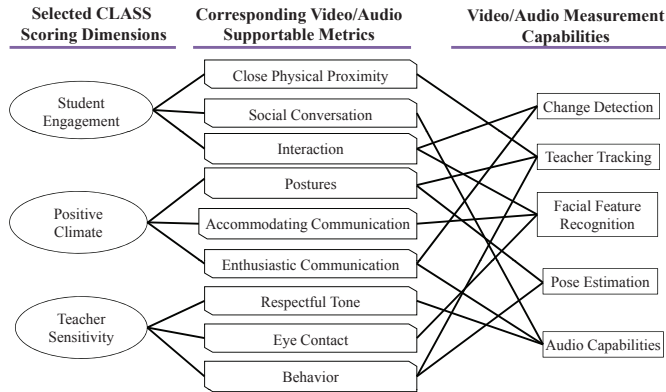 Selected CLASS
Scoring Dimensions
Corresponding Video/Audio
Supportable Metrics
Video/Audio Measurement
Capabilities
Student
Engagement
Positive
Climate
Teacher
Sensitivity
Close Physical Proximity
Social Conversation
Interaction
Postures
Accommodating Communication
Enthusiastic Communication
Respectful Tone
Eye Contact
Behavior
Change Detection
Teacher Tracking
Facial Feature
Recognition
Pose Estimation
Audio Capabilities